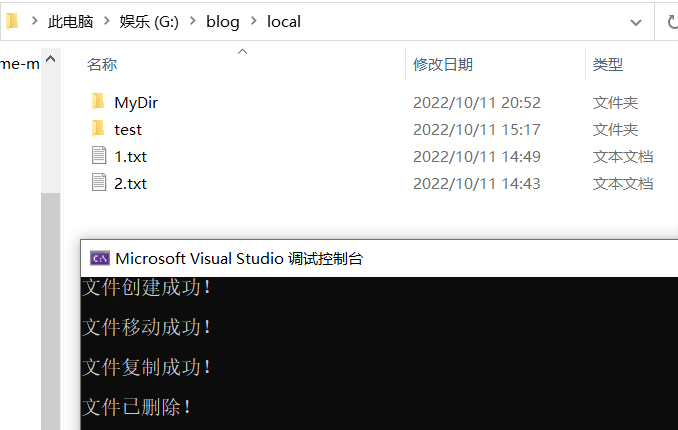 此电脑 > 娱乐 (G:) > blog > local
me-m
名称 修改日期 类型
MyDir 2022/10/11 20:52 文件夹
test 2022/10/11 15:17 文件夹
1.txt 2022/10/11 14:49 文本文档
2.txt 2022/10/11 14:43 文本文档
C:\ Microsoft Visual Studio 调试控制台
文件创建成功！
文件移动成功！
文件复制成功！
文件已删除！